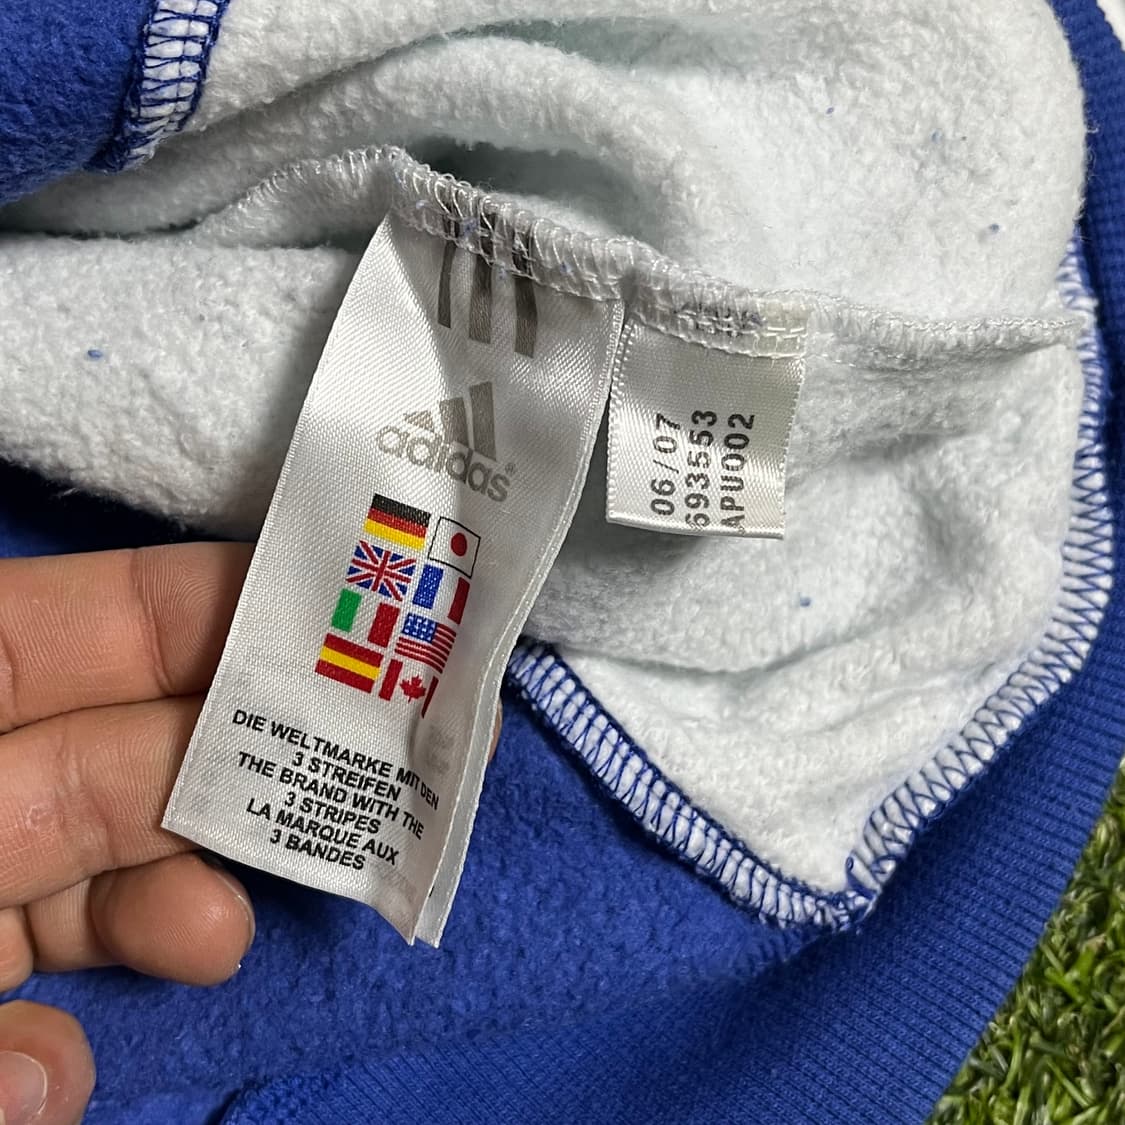 adidas®
DIE WELTMARKE MIT DEN
3 STREIFEN
THE BRAND WITH THE
3 STRIPES
LA MARQUE AUX
3 BANDES
06/07
693553
APU002